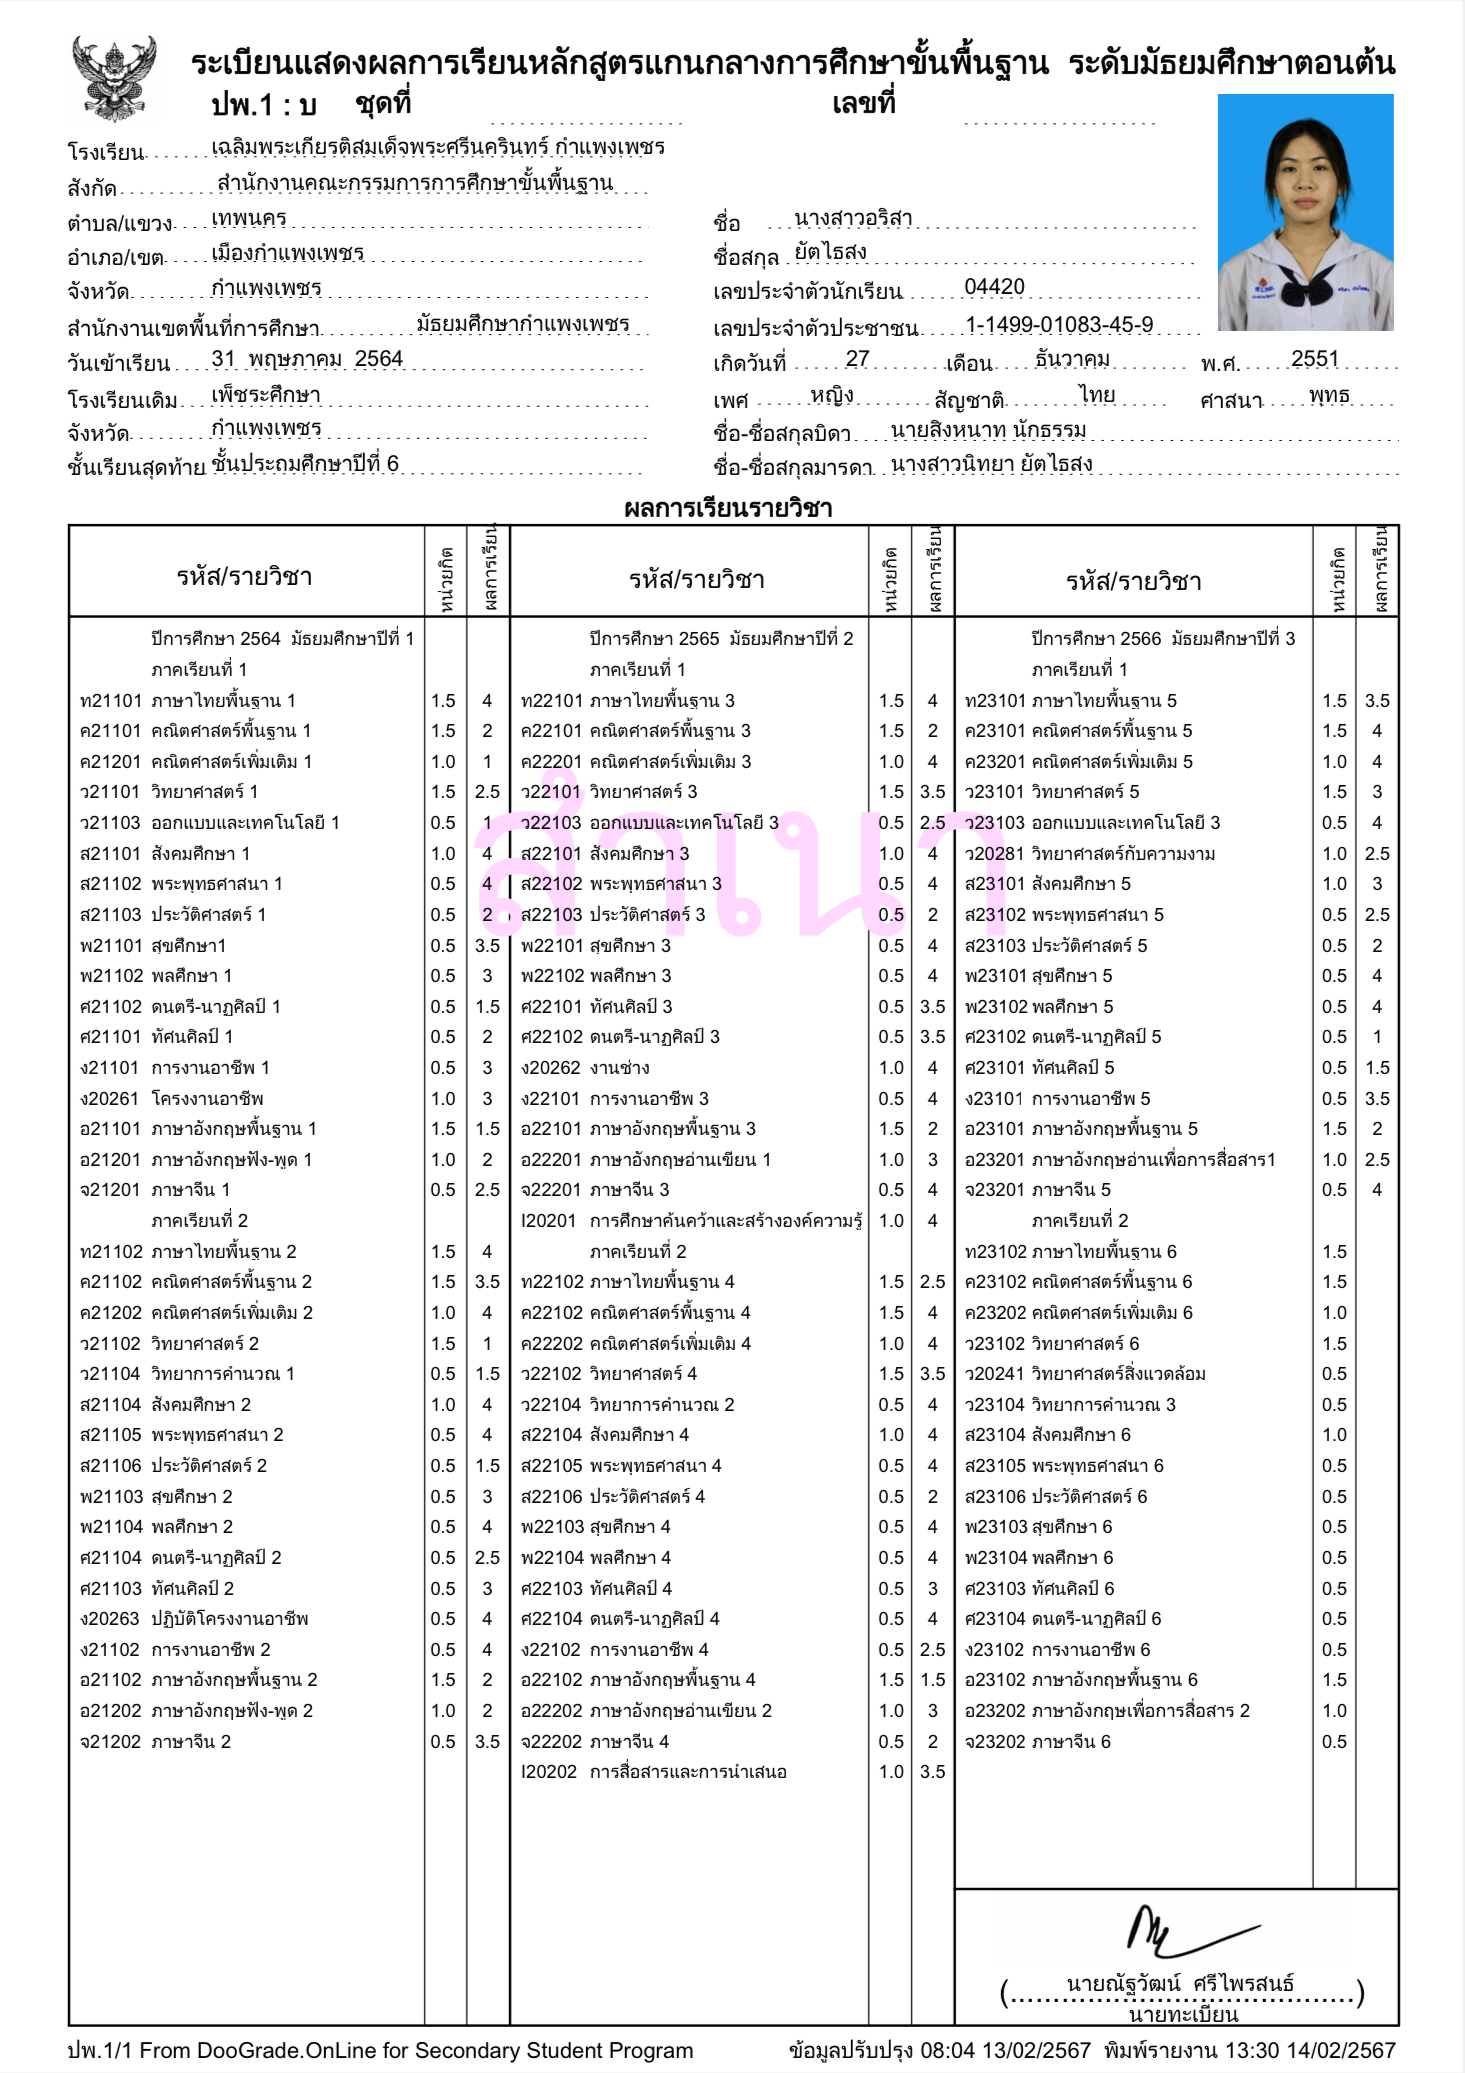 ระเบียนแสดงผลการเรียนหลักสูตรแกนกลางการศึกษาขั้นพื้นฐาน ระดับมัธยมศึกษาตอนต้น
ปพ.1 : บ ชุดที่ เลขที่
โรงเรียน เฉลิมพระเกียรติสมเด็จพระศรีนครินทร์ กำแพงเพชร
สังกัด สำนักงานคณะกรรมการการศึกษาขั้นพื้นฐาน
ตำบล/แขวง เทพนคร ชื่อ นางสาวอริสา
อำเภอ/เขต เมืองกำแพงเพชร ชื่อสกุล ยัตไธสง
จังหวัด กำแพงเพชร เลขประจำตัวนักเรียน 04420
สำนักงานเขตพื้นที่การศึกษา มัธยมศึกษากำแพงเพชร เลขประจำตัวประชาชน 1-1499-01083-45-9
วันเข้าเรียน 31 พฤษภาคม 2564 เกิดวันที่ 27 เดือน ธันวาคม พ.ศ. 2551
โรงเรียนเดิม เพ็ชระศึกษา เพศ หญิง สัญชาติ ไทย ศาสนา พุทธ
จังหวัด กำแพงเพชร ชื่อ-ชื่อสกุลบิดา นายสิงหนาท นักธรรม
ชั้นเรียนสุดท้าย ชั้นประถมศึกษาปีที่ 6 ชื่อ-ชื่อสกุลมารดา นางสาวนิทยา ยัตไธสง
ผลการเรียนรายวิชา
รหัส/รายวิชา หน่วยกิต ผลการเรียน รหัส/รายวิชา หน่วยกิต ผลการเรียน รหัส/รายวิชา หน่วยกิต ผลการเรียน
ปีการศึกษา 2564 มัธยมศึกษาปีที่ 1
ภาคเรียนที่ 1
ท21101 ภาษาไทยพื้นฐาน 1 1.5 4
ค21101 คณิตศาสตร์พื้นฐาน 1 1.5 2
ค21201 คณิตศาสตร์เพิ่มเติม 1 1.0 1
ว21101 วิทยาศาสตร์ 1 1.5 2.5
ว21103 ออกแบบและเทคโนโลยี 1 0.5 1
ส21101 สังคมศึกษา 1 1.0 4
ส21102 พระพุทธศาสนา 1 0.5 4
ส21103 ประวัติศาสตร์ 1 0.5 2
พ21101 สุขศึกษา1 0.5 3.5
พ21102 พลศึกษา 1 0.5 3
ศ21102 ดนตรี-นาฏศิลป์ 1 0.5 1.5
ศ21101 ทัศนศิลป์ 1 0.5 2
ง21101 การงานอาชีพ 1 0.5 3
ง20261 โครงงานอาชีพ 1.0 3
อ21101 ภาษาอังกฤษพื้นฐาน 1 1.5 1.5
อ21201 ภาษาอังกฤษฟัง-พูด 1 1.0 2
จ21201 ภาษาจีน 1 0.5 2.5
ภาคเรียนที่ 2
ท21102 ภาษาไทยพื้นฐาน 2 1.5 4
ค21102 คณิตศาสตร์พื้นฐาน 2 1.5 3.5
ค21202 คณิตศาสตร์เพิ่มเติม 2 1.0 4
ว21102 วิทยาศาสตร์ 2 1.5 1
ว21104 วิทยาการคำนวณ 1 0.5 1.5
ส21104 สังคมศึกษา 2 1.0 4
ส21105 พระพุทธศาสนา 2 0.5 4
ส21106 ประวัติศาสตร์ 2 0.5 1.5
พ21103 สุขศึกษา 2 0.5 3
พ21104 พลศึกษา 2 0.5 4
ศ21104 ดนตรี-นาฏศิลป์ 2 0.5 2.5
ศ21103 ทัศนศิลป์ 2 0.5 3
ง20263 ปฏิบัติโครงงานอาชีพ 0.5 4
ง21102 การงานอาชีพ 2 0.5 4
อ21102 ภาษาอังกฤษพื้นฐาน 2 1.5 2
อ21202 ภาษาอังกฤษฟัง-พูด 2 1.0 2
จ21202 ภาษาจีน 2 0.5 3.5
ปีการศึกษา 2565 มัธยมศึกษาปีที่ 2
ภาคเรียนที่ 1
ท22101 ภาษาไทยพื้นฐาน 3 1.5 4
ค22101 คณิตศาสตร์พื้นฐาน 3 1.5 2
ค22201 คณิตศาสตร์เพิ่มเติม 3 1.0 4
ว22101 วิทยาศาสตร์ 3 1.5 3.5
ว22103 ออกแบบและเทคโนโลยี 3 0.5 2.5
ส22101 สังคมศึกษา 3 1.0 4
ส22102 พระพุทธศาสนา 3 0.5 4
ส22103 ประวัติศาสตร์ 3 0.5 2
พ22101 สุขศึกษา 3 0.5 4
พ22102 พลศึกษา 3 0.5 4
ศ22101 ทัศนศิลป์ 3 0.5 3.5
ศ22102 ดนตรี-นาฏศิลป์ 3 0.5 3.5
ง20262 งานช่าง 1.0 4
ง22101 การงานอาชีพ 3 0.5 4
อ22101 ภาษาอังกฤษพื้นฐาน 3 1.5 2
อ22201 ภาษาอังกฤษอ่านเขียน 1 1.0 3
จ22201 ภาษาจีน 3 0.5 4
I20201 การศึกษาค้นคว้าและสร้างองค์ความรู้ 1.0 4
ภาคเรียนที่ 2
ท22102 ภาษาไทยพื้นฐาน 4 1.5 2.5
ค22102 คณิตศาสตร์พื้นฐาน 4 1.5 4
ค22202 คณิตศาสตร์เพิ่มเติม 4 1.0 4
ว22102 วิทยาศาสตร์ 4 1.5 3.5
ว22104 วิทยาการคำนวณ 2 0.5 4
ส22104 สังคมศึกษา 4 1.0 4
ส22105 พระพุทธศาสนา 4 0.5 4
ส22106 ประวัติศาสตร์ 4 0.5 2
พ22103 สุขศึกษา 4 0.5 4
พ22104 พลศึกษา 4 0.5 4
ศ22103 ทัศนศิลป์ 4 0.5 3
ศ22104 ดนตรี-นาฏศิลป์ 4 0.5 4
ง22102 การงานอาชีพ 4 0.5 2.5
อ22102 ภาษาอังกฤษพื้นฐาน 4 1.5 1.5
อ22202 ภาษาอังกฤษอ่านเขียน 2 1.0 3
จ22202 ภาษาจีน 4 0.5 2
I20202 การสื่อสารและการนำเสนอ 1.0 3.5
ปีการศึกษา 2566 มัธยมศึกษาปีที่ 3
ภาคเรียนที่ 1
ท23101 ภาษาไทยพื้นฐาน 5 1.5 3.5
ค23101 คณิตศาสตร์พื้นฐาน 5 1.5 4
ค23201 คณิตศาสตร์เพิ่มเติม 5 1.0 4
ว23101 วิทยาศาสตร์ 5 1.5 3
ว23103 ออกแบบและเทคโนโลยี 3 0.5 4
ว20281 วิทยาศาสตร์กับความงาม 1.0 2.5
ส23101 สังคมศึกษา 5 1.0 3
ส23102 พระพุทธศาสนา 5 0.5 2.5
ส23103 ประวัติศาสตร์ 5 0.5 2
พ23101 สุขศึกษา 5 0.5 4
พ23102 พลศึกษา 5 0.5 4
ศ23102 ดนตรี-นาฏศิลป์ 5 0.5 1
ศ23101 ทัศนศิลป์ 5 0.5 1.5
ง23101 การงานอาชีพ 5 0.5 3.5
อ23101 ภาษาอังกฤษพื้นฐาน 5 1.5 2
อ23201 ภาษาอังกฤษอ่านเพื่อการสื่อสาร1 1.0 2.5
จ23201 ภาษาจีน 5 0.5 4
ภาคเรียนที่ 2
ท23102 ภาษาไทยพื้นฐาน 6 1.5
ค23102 คณิตศาสตร์พื้นฐาน 6 1.5
ค23202 คณิตศาสตร์เพิ่มเติม 6 1.0
ว23102 วิทยาศาสตร์ 6 1.5
ว20241 วิทยาศาสตร์สิ่งแวดล้อม 0.5
ว23104 วิทยาการคำนวณ 3 0.5
ส23104 สังคมศึกษา 6 1.0
ส23105 พระพุทธศาสนา 6 0.5
ส23106 ประวัติศาสตร์ 6 0.5
พ23103 สุขศึกษา 6 0.5
พ23104 พลศึกษา 6 0.5
ศ23103 ทัศนศิลป์ 6 0.5
ศ23104 ดนตรี-นาฏศิลป์ 6 0.5
ง23102 การงานอาชีพ 6 0.5
อ23102 ภาษาอังกฤษพื้นฐาน 6 1.5
อ23202 ภาษาอังกฤษเพื่อการสื่อสาร 2 1.0
จ23202 ภาษาจีน 6 0.5
สำเนา
(นายณัฐวัฒน์ ศรีไพรสนธ์)
นายทะเบียน
ปพ.1/1 From DooGrade.OnLine for Secondary Student Program ข้อมูลปรับปรุง 08:04 13/02/2567 พิมพ์รายงาน 13:30 14/02/2567